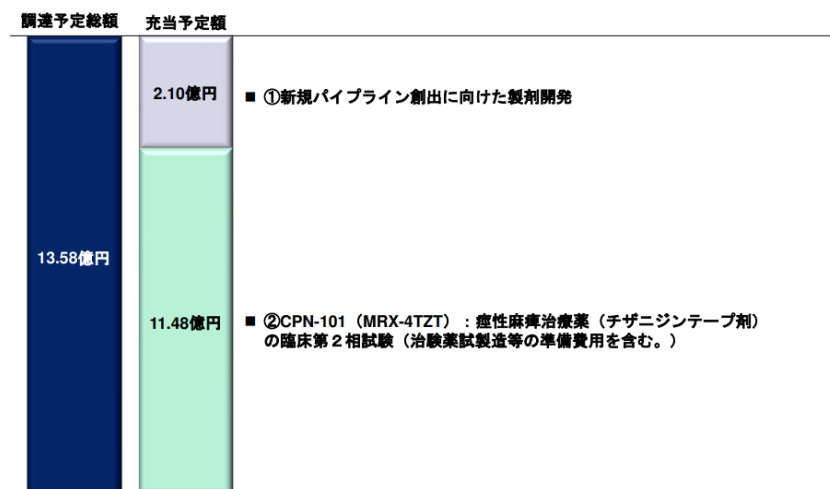 調達予定総額
充当予定額
2.10億円
■ ①新規パイプライン創出に向けた製剤開発
13.58億円
11.48億円
■ ②CPN-101（MRX-4TZT）：痙性麻痺治療薬（チザニジンテープ剤）
の臨床第２相試験（治験薬試製造等の準備費用を含む。）